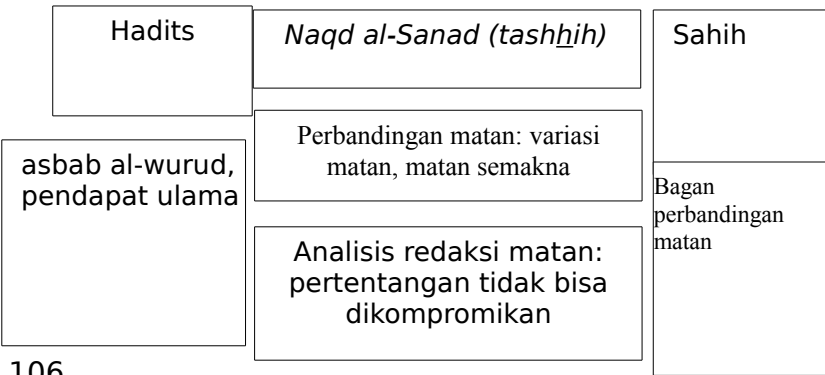 Hadits
Naqd al-Sanad (tashhih)
Sahih
Perbandingan matan: variasi
matan, matan semakna
asbab al-wurud,
pendapat ulama
Bagan
perbandingan
matan
Analisis redaksi matan:
pertentangan tidak bisa
dikompromikan
106